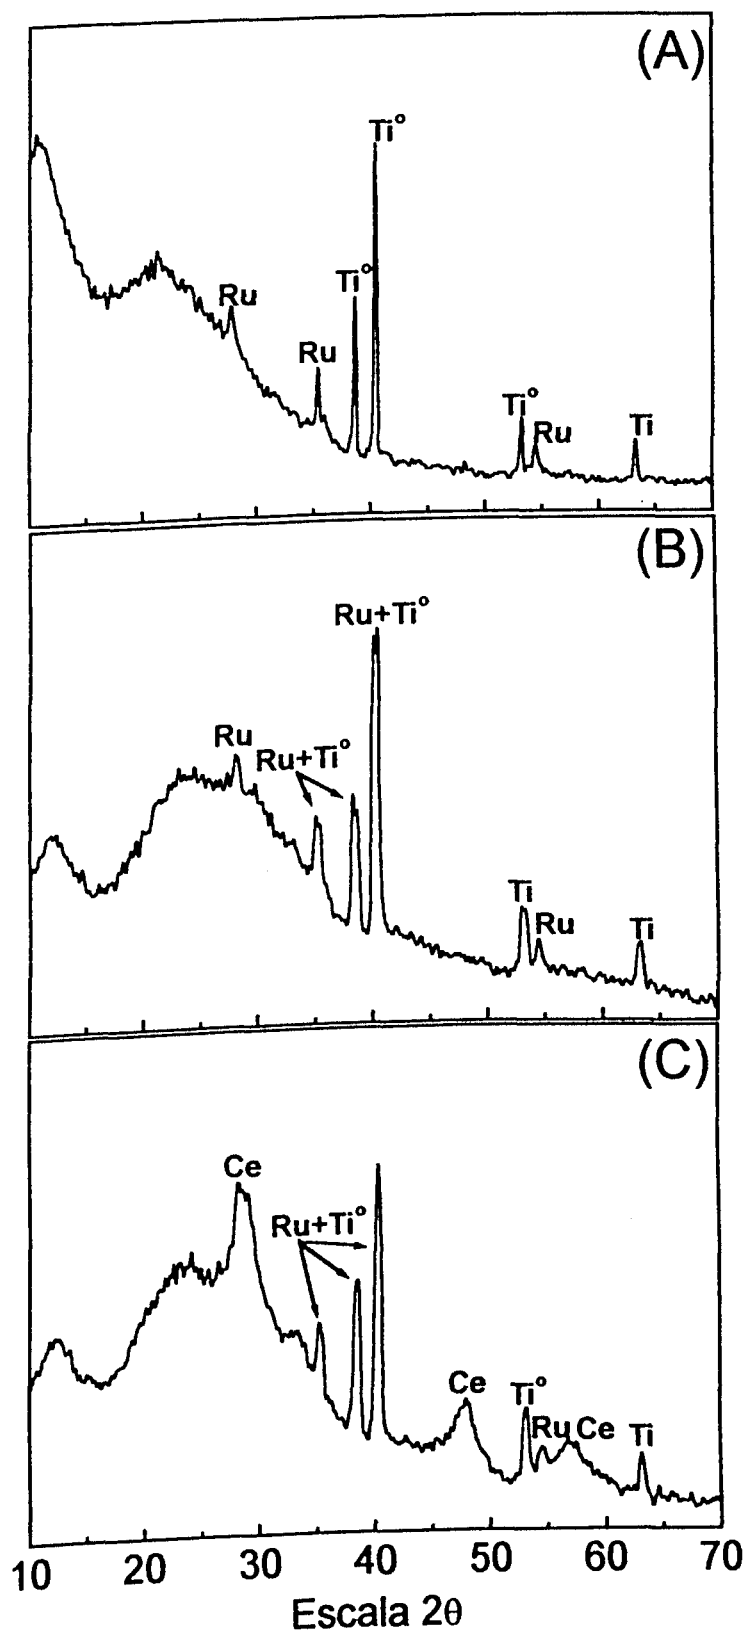 (A)
Ti°
Ti°
Ru
Ru
Ti°
Ru
Ti
(B)
Ru+Ti°
Ru
Ru+Ti°
Ti
Ru
Ti
(C)
Ce
Ru+Ti°
Ce
Ti°
Ru Ce
Ti
10 20 30 40 50 60 70
Escala 2θ